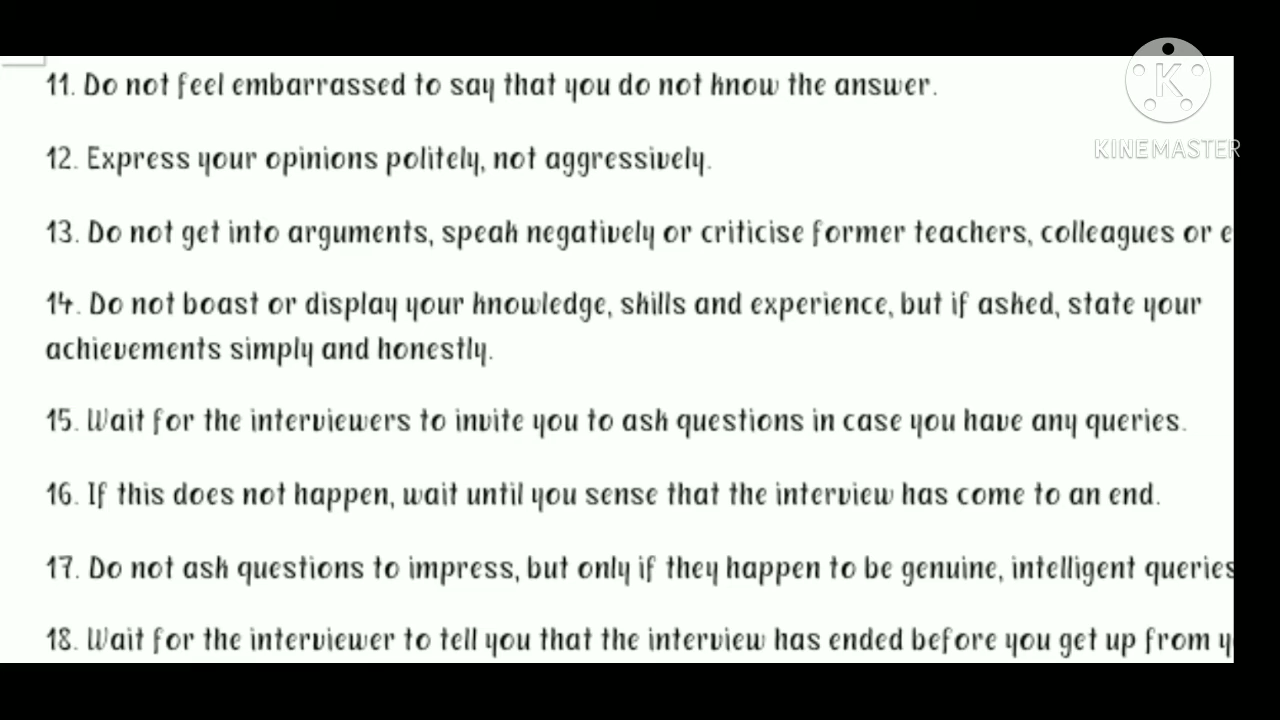 11. Do not feel embarrassed to say that you do not know the answer.
KINEMASTER
12. Express your opinions politely, not aggressively.
13. Do not get into arguments, speak negatively or criticise former teachers, colleagues or
14. Do not boast or display your knowledge, skills and experience, but if asked, state your
achievements simply and honestly.
15. Wait for the interviewers to invite you to ask questions in case you have any queries.
16. If this does not happen, wait until you sense that the interview has come to an end.
17. Do not ask questions to impress, but only if they happen to be genuine, intelligent queries
18. Wait for the interviewer to tell you that the interview has ended before you get up from